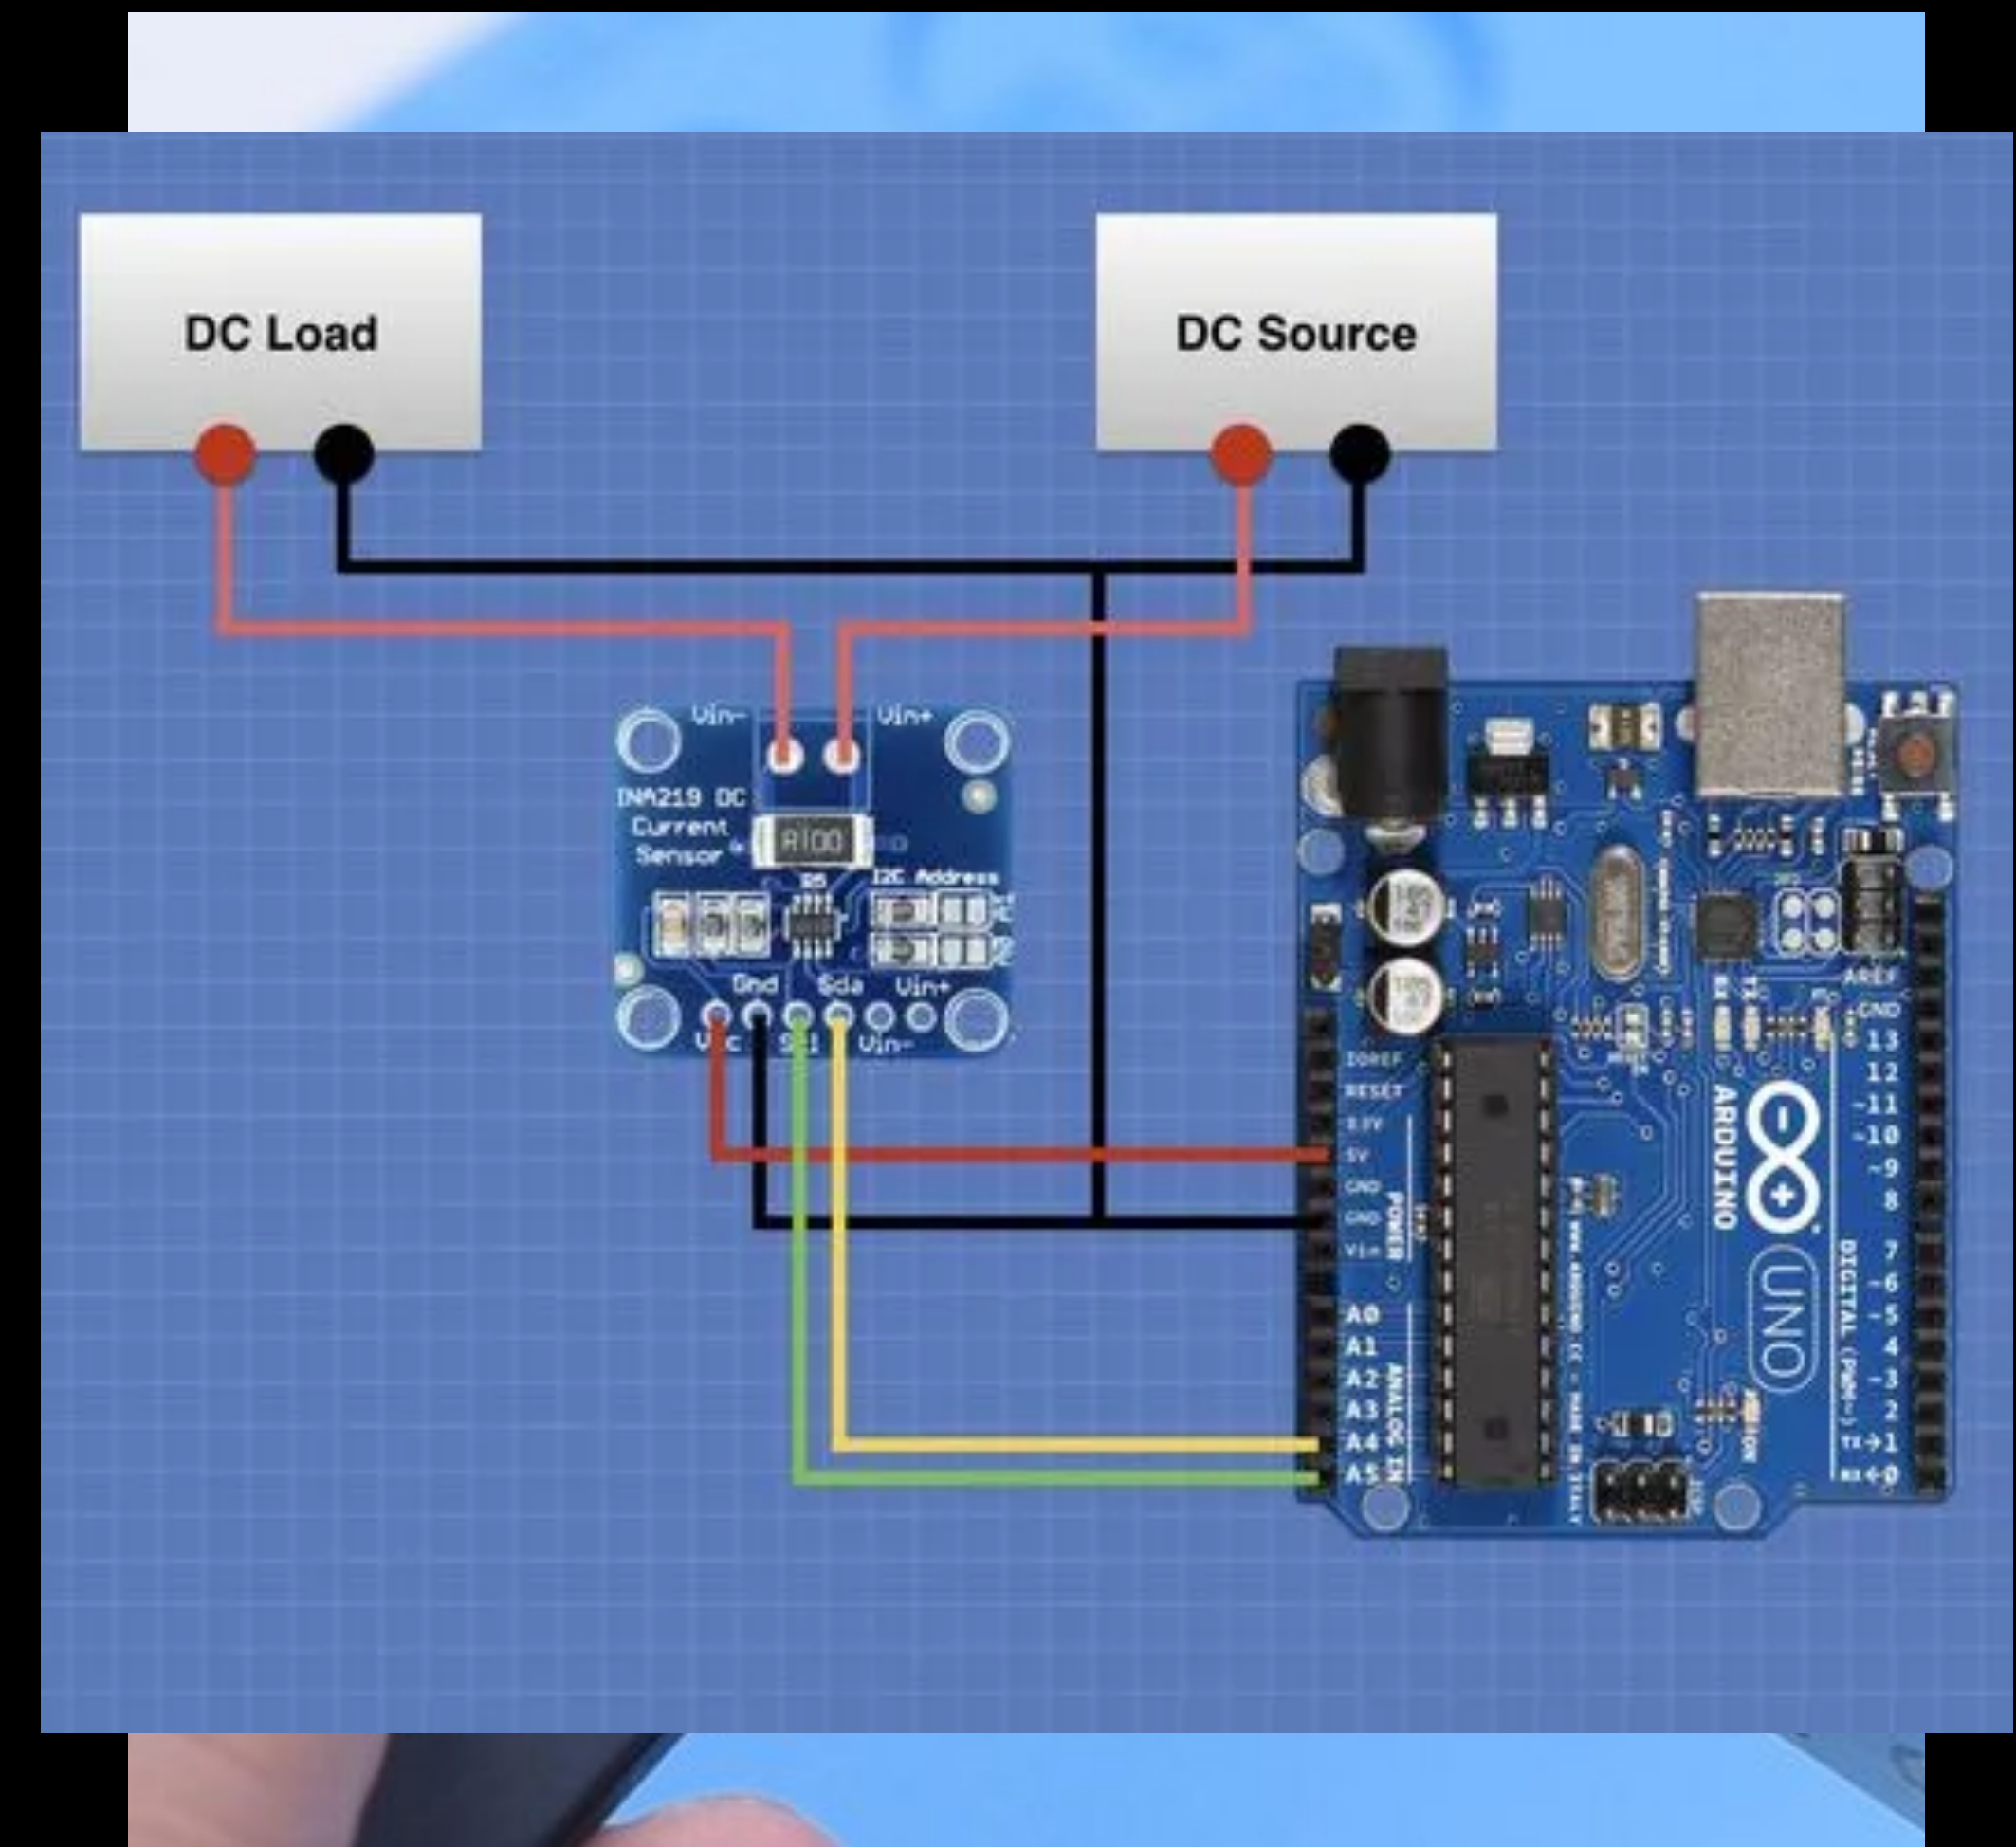 DC Load
DC Source
Vin-
Vin+
INA219 DC
Current
Sensor
R100
I2C Address
Gnd
Sda
Vin+
Vin-
IOREF
RESET
3.3V
5V
GND
GND
Vin
POWER
A0
A1
A2
A3
A4
A5
ANALOG IN
AREF
GND
13
12
~11
~10
~9
8
7
~6
~5
4
~3
2
TX→1
RX←0
DIGITAL (PWM~)
ARDUINO
UNO